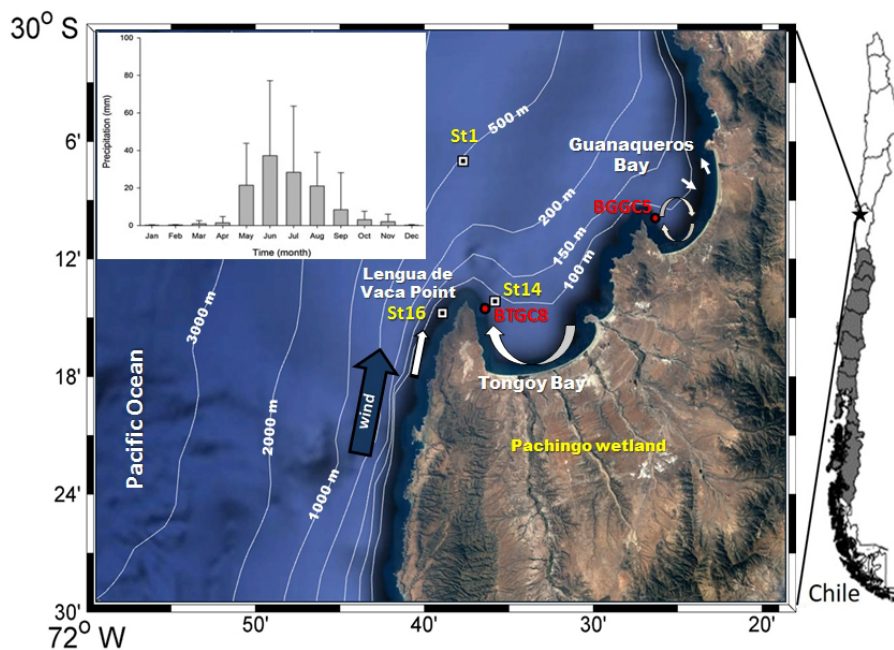 30° S
6'
12'
18'
24'
30'
72° W
50'
40'
30'
20'
100
80
60
40
20
0
Precipitation (mm)
Jan Feb Mar Apr May Jun Jul Aug Sep Oct Nov Dec
Time (month)
St1
500 m
Guanaqueros
Bay
BGGC5
200 m
150 m
100 m
Lengua de
Vaca Point
St14
St16
BTGC8
3000 m
2000 m
1000 m
wind
Tongoy Bay
Pacific Ocean
Pachingo wetland
Chile